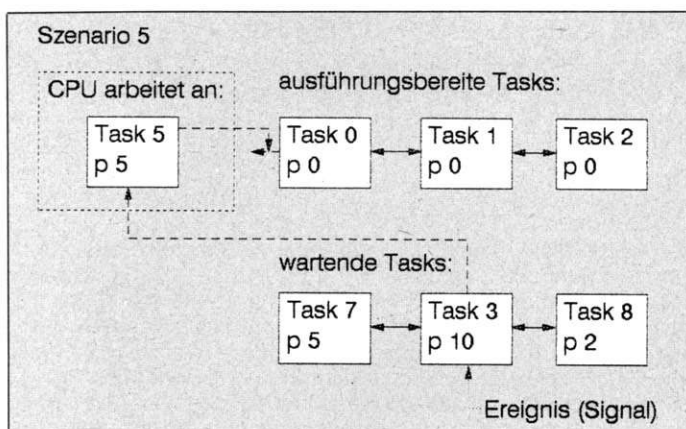 Szenario 5
CPU arbeitet an:
ausführungsbereite Tasks:
Task 5
p 5
Task 0
p 0
Task 1
p 0
Task 2
p 0
wartende Tasks:
Task 7
p 5
Task 3
p 10
Task 8
p 2
Ereignis (Signal)